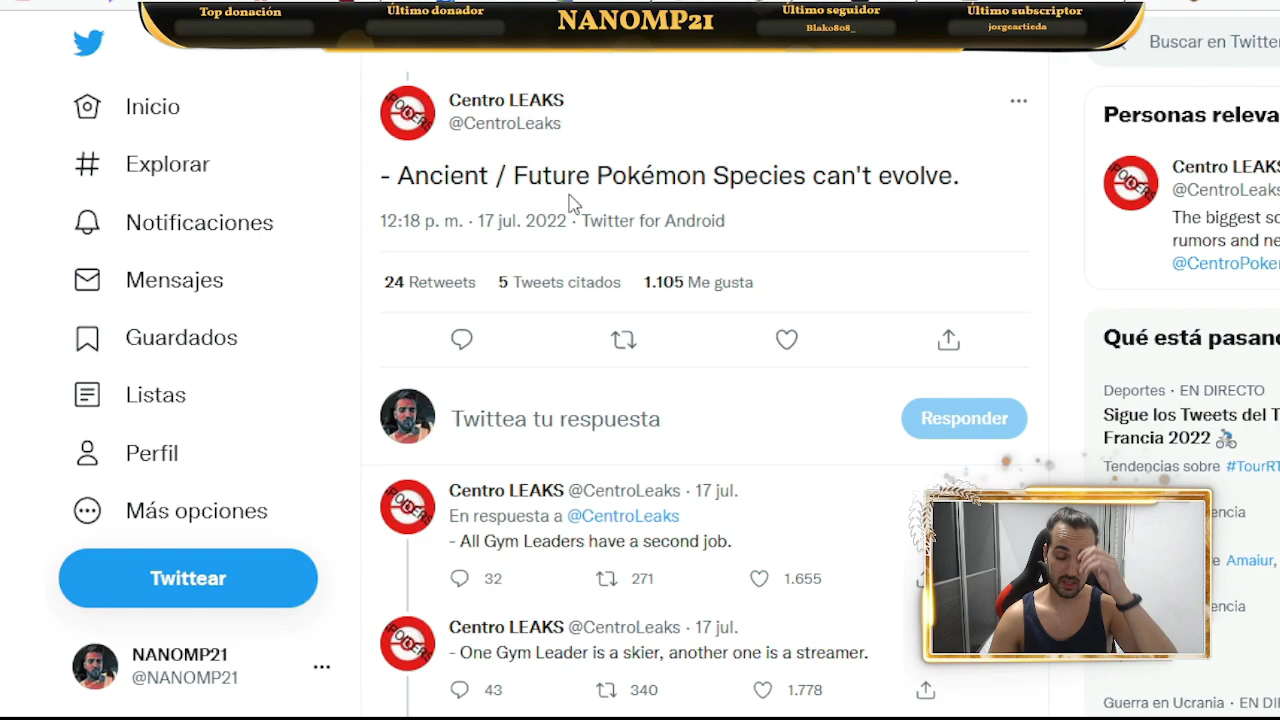 Top donación
Último donador
NANOMP21
Último seguidor
Blako808_
Último subscriptor
jorgeartieda
Buscar en Twitter
Inicio
Explorar
Notificaciones
Mensajes
Guardados
Listas
Perfil
Más opciones
Twittear
NANOMP21
@NANOMP21
Centro LEAKS
@CentroLeaks
- Ancient / Future Pokémon Species can't evolve.
12:18 p. m. · 17 jul. 2022 · Twitter for Android
24 Retweets 5 Tweets citados 1.105 Me gusta
Twittea tu respuesta
Responder
Centro LEAKS @CentroLeaks · 17 jul.
En respuesta a @CentroLeaks
- All Gym Leaders have a second job.
32 271 1.655
Centro LEAKS @CentroLeaks · 17 jul.
- One Gym Leader is a skier, another one is a streamer.
43 340 1.778
Personas releva
Centro LEAKS
@CentroLeaks
The biggest so
rumors and ne
@CentroPoke
Qué está pasand
Deportes · EN DIRECTO
Sigue los Tweets del T
Francia 2022
Tendencias sobre #TourRT
encia
e Amaiur,
encia
Guerra en Ucrania · EN DI